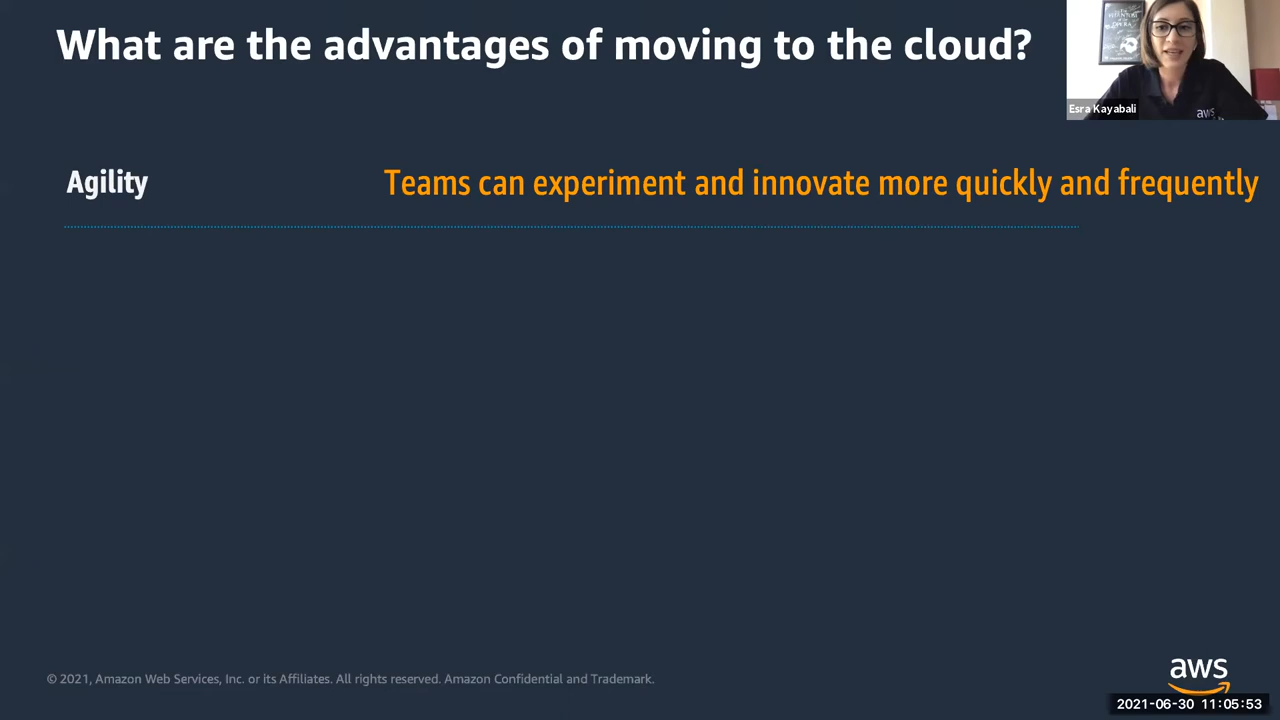 What are the advantages of moving to the cloud?
Esra Kayabali
aws
Agility
Teams can experiment and innovate more quickly and frequently
© 2021, Amazon Web Services, Inc. or its Affiliates. All rights reserved. Amazon Confidential and Trademark.
aws
2021-06-30 11:05:53